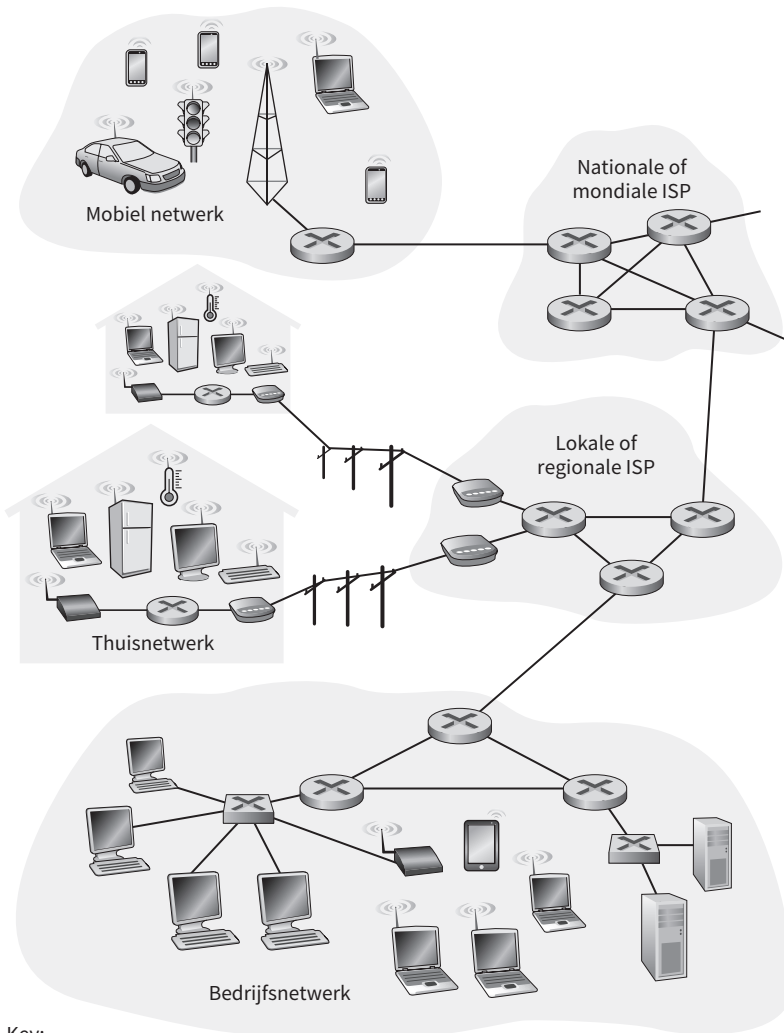 Mobiel netwerk
Nationale of
mondiale ISP
Lokale of
regionale ISP
Thuisnetwerk
Bedrijfsnetwerk
Key: